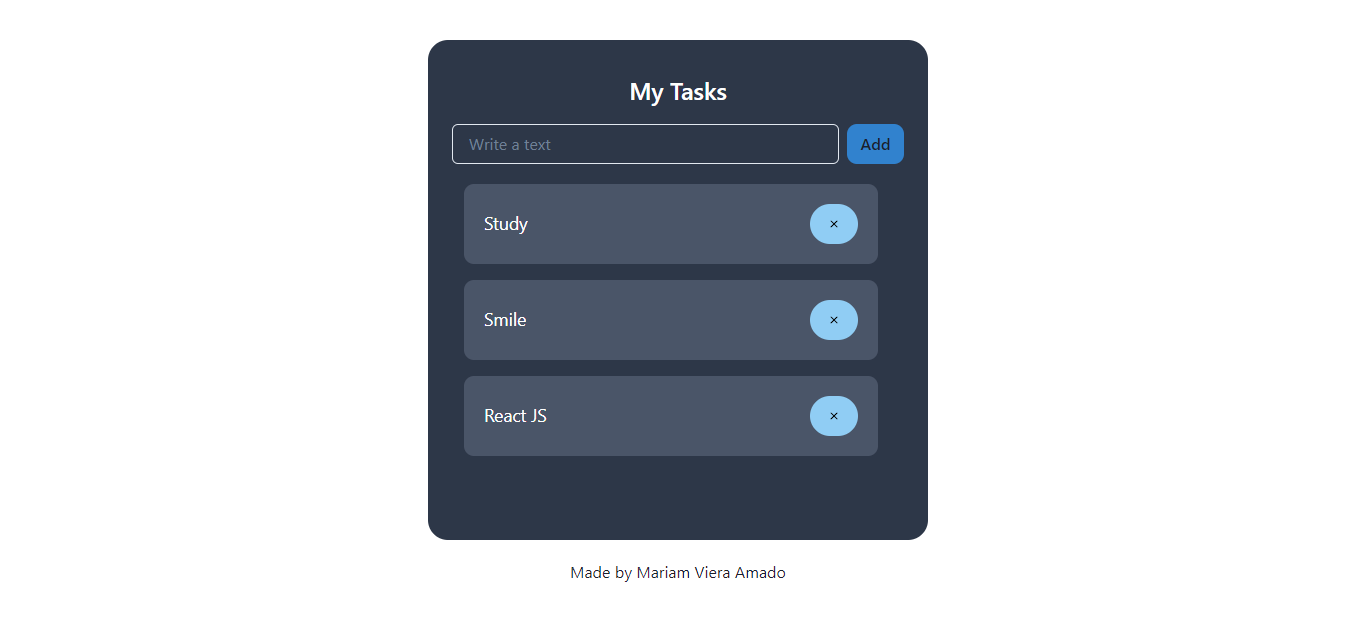 My Tasks
Write a text
Add
Study
×
Smile
×
React JS
×
Made by Mariam Viera Amado